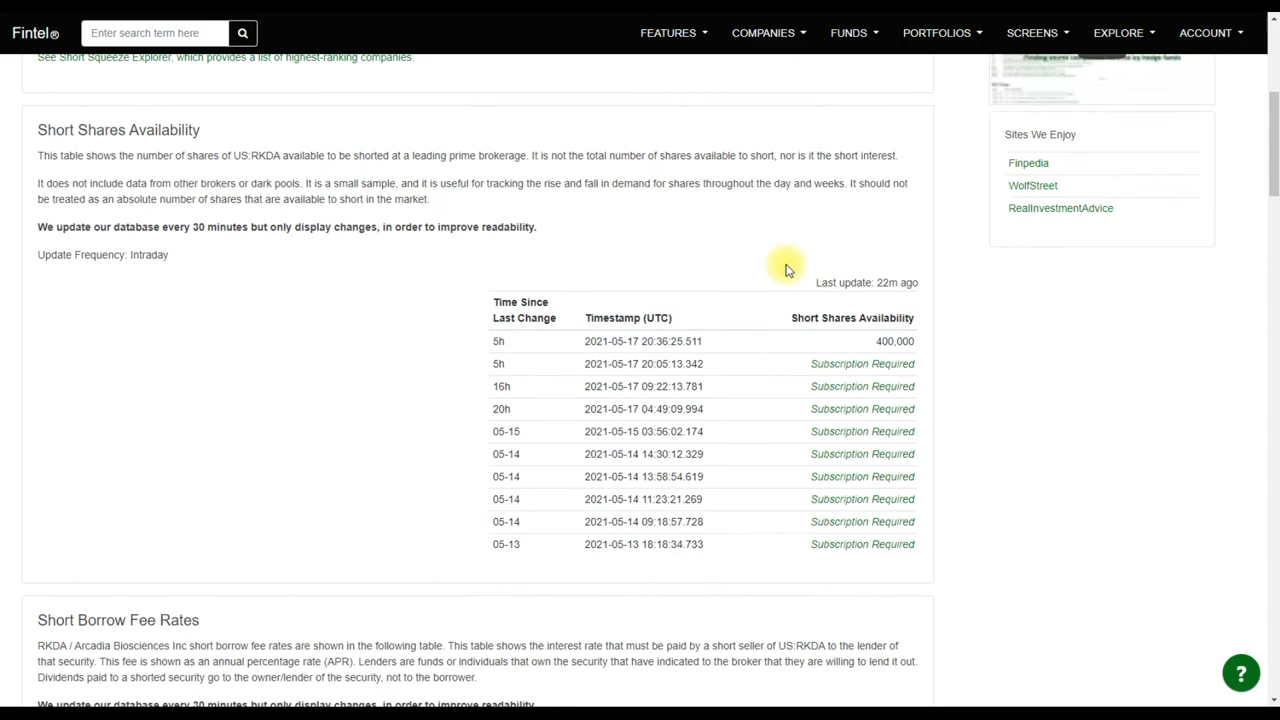 Fintel®
Enter search term here
FEATURES
COMPANIES
FUNDS
PORTFOLIOS
SCREENS
EXPLORE
ACCOUNT
See Short Squeeze Explorer, which provides a list of highest-ranking companies.
Short Shares Availability
This table shows the number of shares of US:RKDA available to be shorted at a leading prime brokerage. It is not the total number of shares available to short, nor is it the short interest.
It does not include data from other brokers or dark pools. It is a small sample, and it is useful for tracking the rise and fall in demand for shares throughout the day and weeks. It should not
be treated as an absolute number of shares that are available to short in the market.
We update our database every 30 minutes but only display changes, in order to improve readability.
Update Frequency: Intraday
Last update: 22m ago
Time Since
Last Change Timestamp (UTC) Short Shares Availability
5h 2021-05-17 20:36:25.511 400,000
5h 2021-05-17 20:05:13.342 Subscription Required
16h 2021-05-17 09:22:13.781 Subscription Required
20h 2021-05-17 04:49:09.994 Subscription Required
05-15 2021-05-15 03:56:02.174 Subscription Required
05-14 2021-05-14 14:30:12.329 Subscription Required
05-14 2021-05-14 13:58:54.619 Subscription Required
05-14 2021-05-14 11:23:21.269 Subscription Required
05-14 2021-05-14 09:18:57.728 Subscription Required
05-13 2021-05-13 18:18:34.733 Subscription Required
Short Borrow Fee Rates
RKDA / Arcadia Biosciences Inc short borrow fee rates are shown in the following table. This table shows the interest rate that must be paid by a short seller of US:RKDA to the lender of
that security. This fee is shown as an annual percentage rate (APR). Lenders are funds or individuals that own the security that have indicated to the broker that they are willing to lend it out.
Dividends paid to a shorted security go to the owner/lender of the security, not to the borrower.
We update our database every 30 minutes but only display changes, in order to improve readability.
Sites We Enjoy
Finpedia
WolfStreet
RealInvestmentAdvice
?